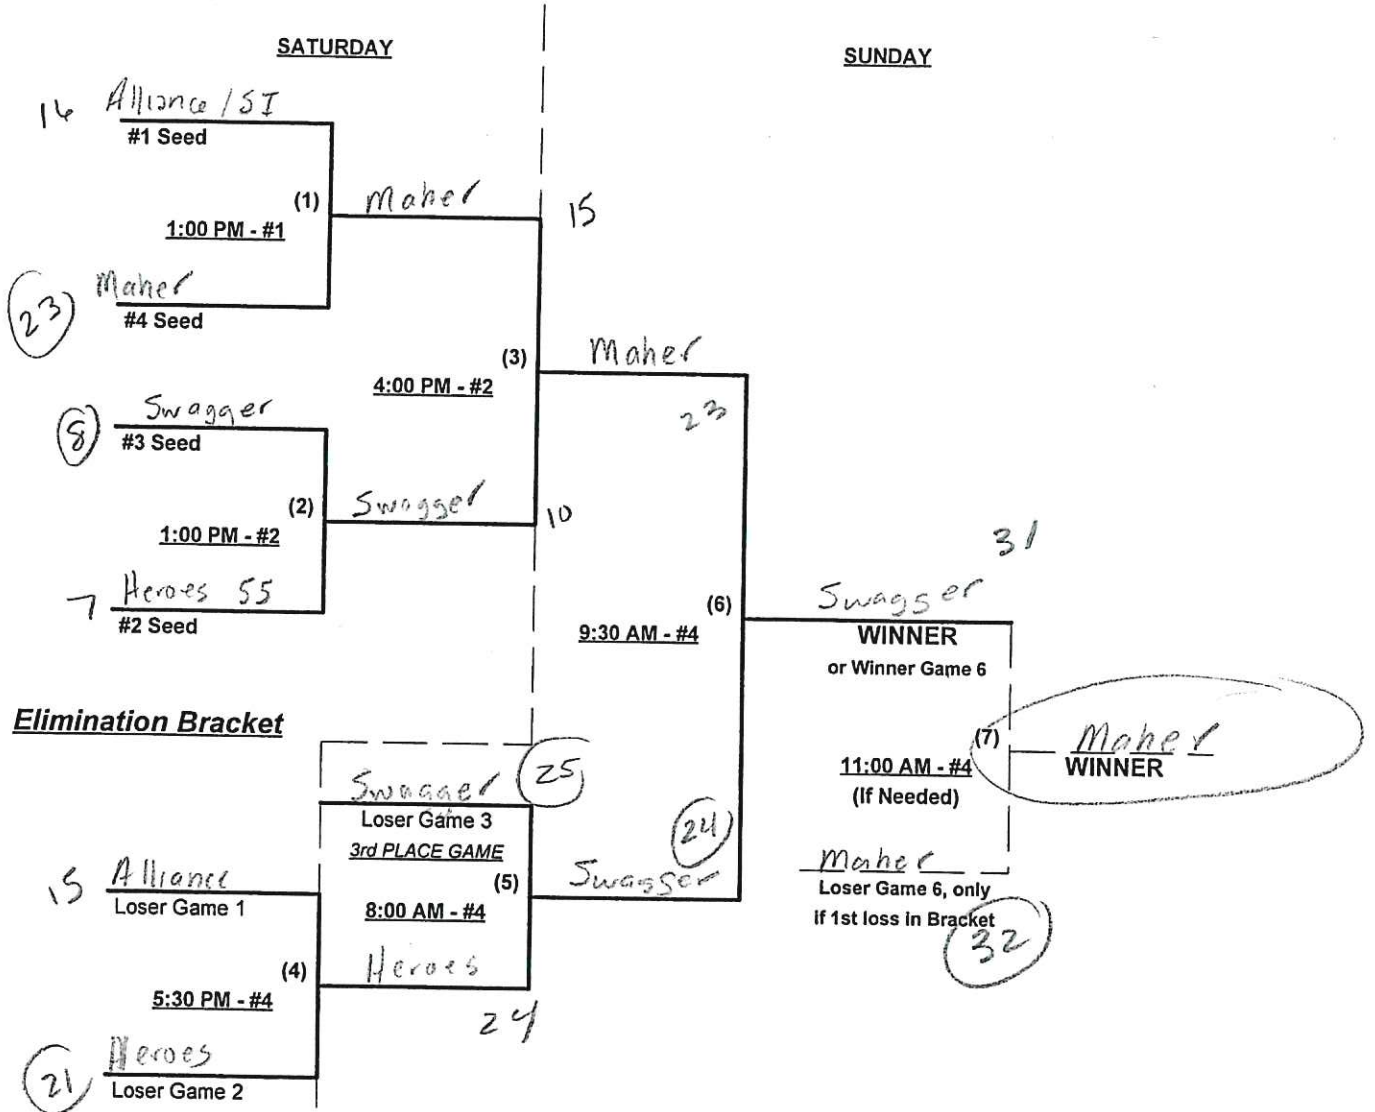 SATURDAY
SUNDAY
16 Alliance / SI
#1 Seed
(1)
Maher
15
1:00 PM - #1
Maher
23
#4 Seed
(3)
Maher
4:00 PM - #2
23
Swagger
8
#3 Seed
(2)
Swagger
10
1:00 PM - #2
31
Heroes 55
7
#2 Seed
(6)
Swagger
9:30 AM - #4
WINNER
or Winner Game 6
Elimination Bracket
(7)
Maher
WINNER
11:00 AM - #4
(If Needed)
Swagger
25
Loser Game 3
3rd PLACE GAME
24
15 Alliance
Loser Game 1
(5)
Swagger
8:00 AM - #4
Maher
Loser Game 6, only
if 1st loss in Bracket
32
(4)
Heroes
5:30 PM - #4
24
Heroes
21
Loser Game 2